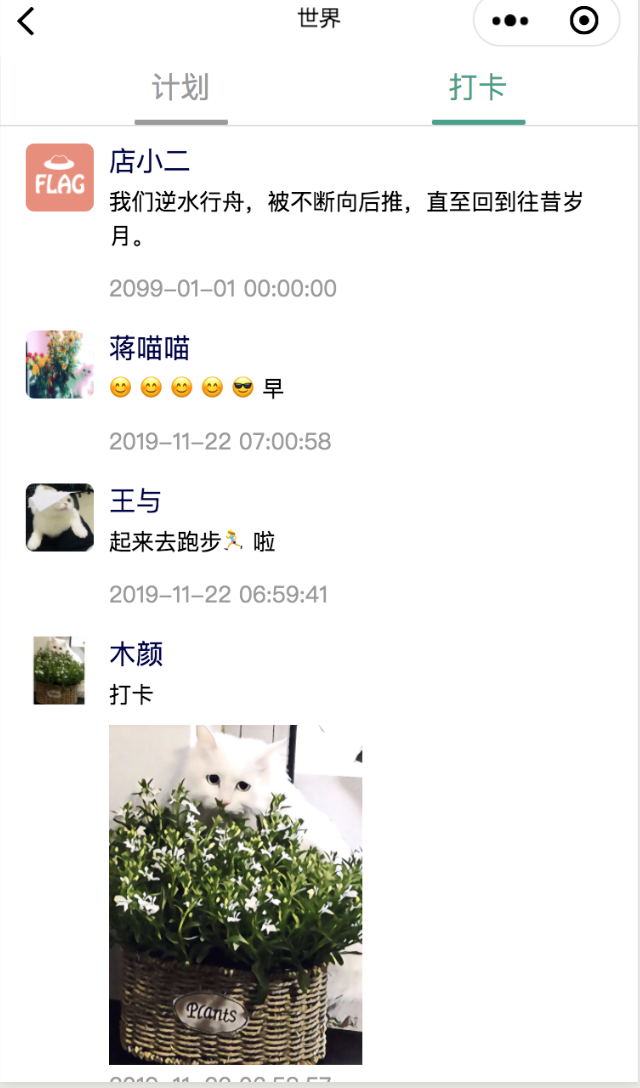 世界
计划
打卡
FLAG
店小二
我们逆水行舟，被不断向后推，直至回到往昔岁
月。
2099-01-01 00:00:00
蒋喵喵
😊 😊 😊 😊 😎 早
2019-11-22 07:00:58
王与
起来去跑步🏃 啦
2019-11-22 06:59:41
木颜
打卡
Plants